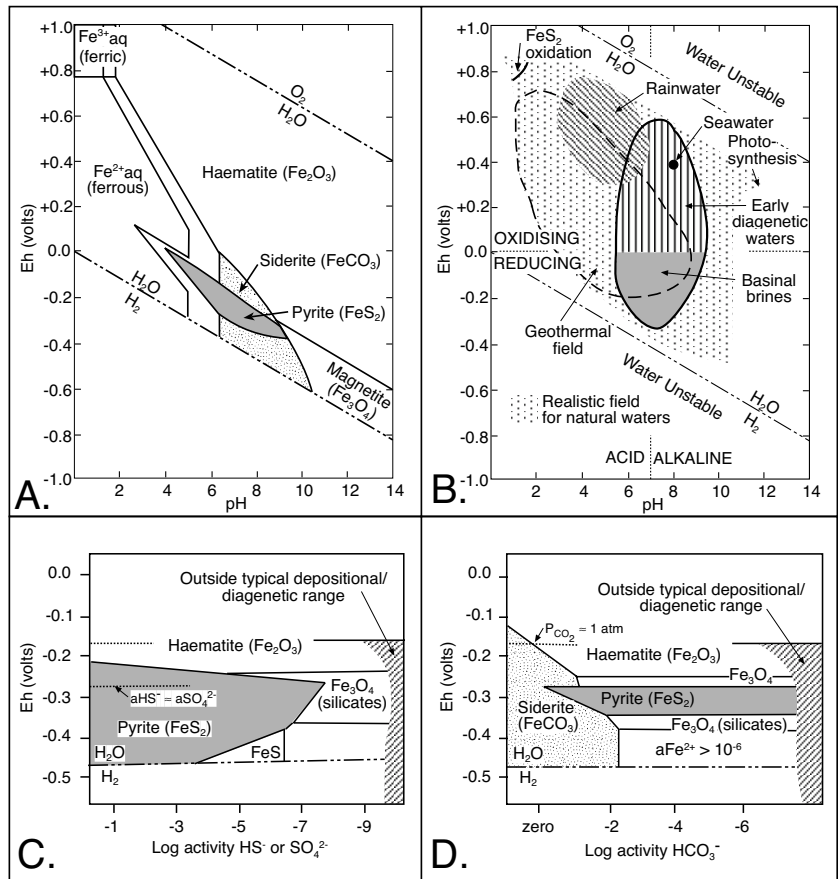 +1.0
+0.8
+0.6
+0.4
+0.2
0.0
-0.2
-0.4
-0.6
-0.8
-1.0
Eh (volts)
Fe³⁺aq
(ferric)
O₂
H₂O
Fe²⁺aq
(ferrous)
Haematite (Fe₂O₃)
Siderite (FeCO₃)
H₂O
H₂
Pyrite (FeS₂)
Magnetite
(Fe₃O₄)
2 4 6 8 10 12 14
pH
A.
+1.0
+0.8
+0.6
+0.4
+0.2
0.0
-0.2
-0.4
-0.6
-0.8
-1.0
Eh (volts)
FeS₂
oxidation
O₂
H₂O
Water Unstable
Rainwater
Seawater
Photo-
synthesis
Early
diagenetic
waters
OXIDISING
REDUCING
Basinal
brines
Geothermal
field
Water Unstable
H₂O
H₂
Realistic field
for natural waters
ACID ALKALINE
2 4 6 8 10 12 14
pH
B.
0.0
-0.1
-0.2
-0.3
-0.4
-0.5
Eh (volts)
Outside typical depositional/
diagenetic range
Haematite (Fe₂O₃)
Fe₃O₄
(silicates)
aHS⁻ = aSO₄²⁻
Pyrite (FeS₂)
FeS
H₂O
H₂
-1 -3 -5 -7 -9
Log activity HS⁻ or SO₄²⁻
C.
0.0
-0.1
-0.2
-0.3
-0.4
-0.5
Eh (volts)
Outside typical depositional/
diagenetic range
P_CO₂ = 1 atm
Haematite (Fe₂O₃)
Fe₃O₄
Pyrite (FeS₂)
Siderite
(FeCO₃)
Fe₃O₄ (silicates)
aFe²⁺ > 10⁻⁶
H₂O
H₂
zero -2 -4 -6
Log activity HCO₃⁻
D.